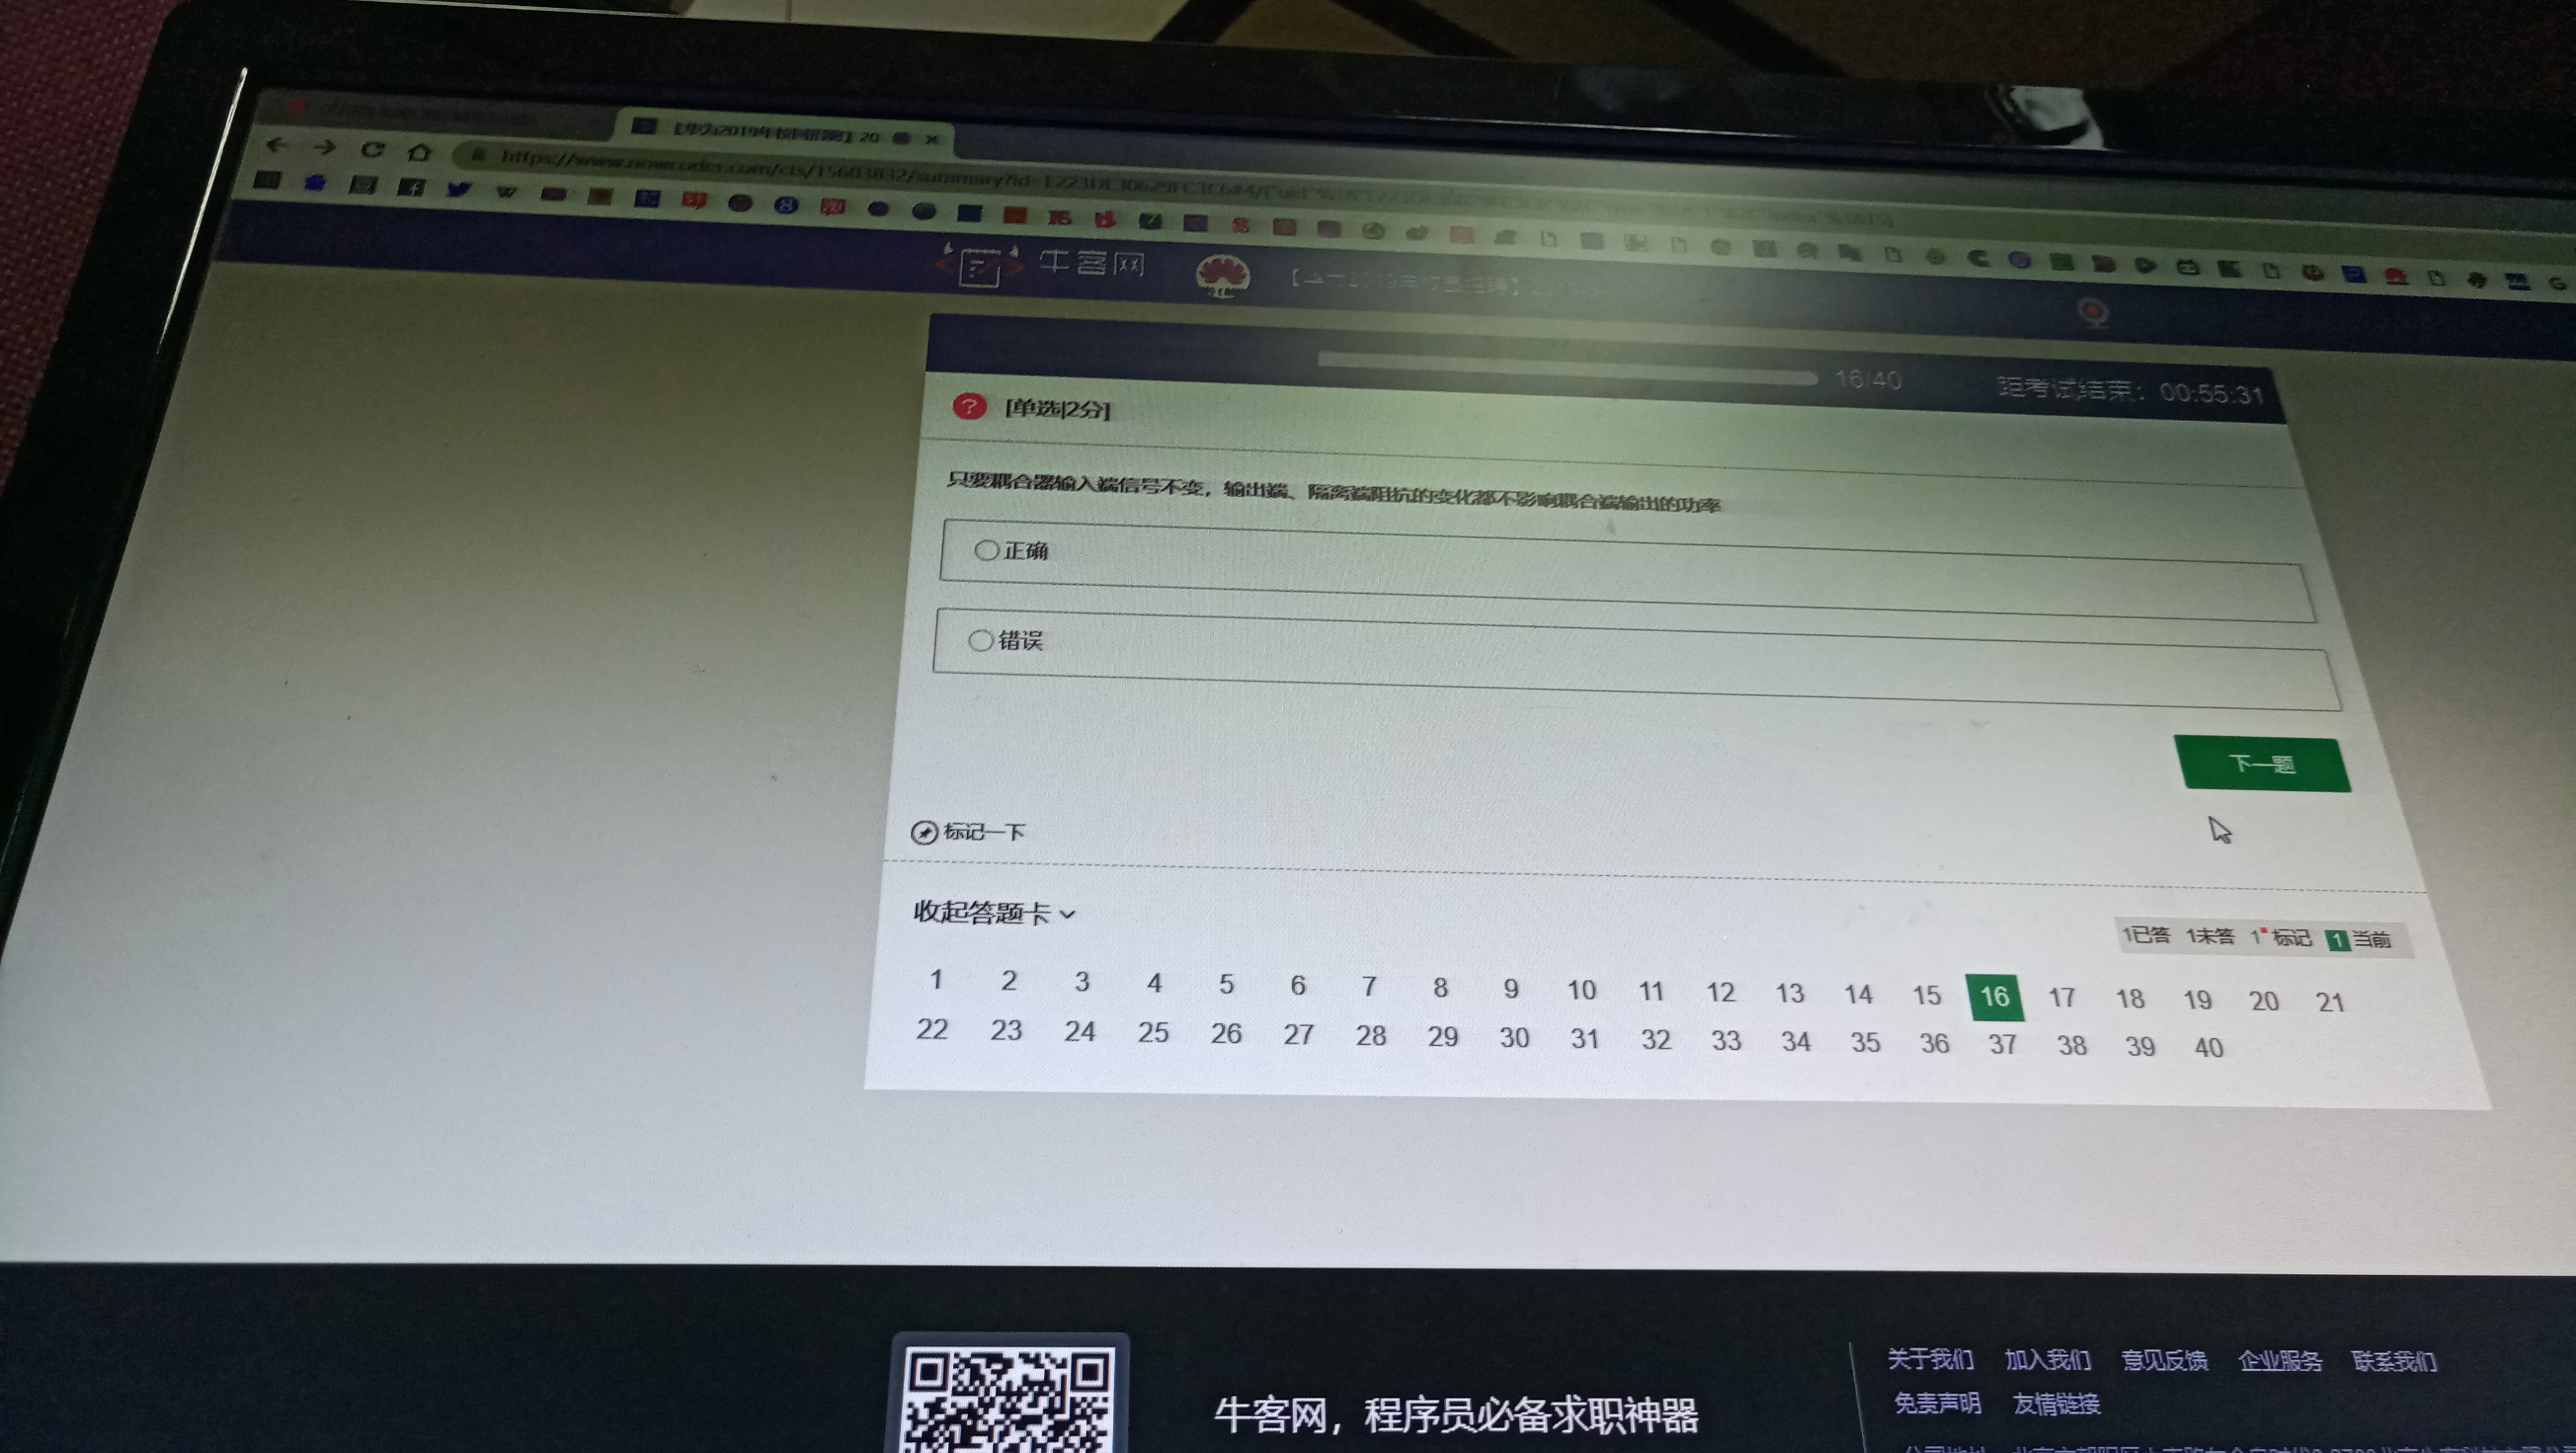 【华为2019年校园招聘】20
https://www.nowcoder.com/cts/15603832/summary?id=
牛客网
16/40
距考试结束：00:55:31
[单选|2分]
只要耦合器输入端信号不变，输出端、隔离端阻抗的变化都不影响耦合端输出的功率
正确
错误
下一题
标记一下
收起答题卡
1已答 1未答 1标记 1当前
1 2 3 4 5 6 7 8 9 10 11 12 13 14 15 16 17 18 19 20 21
22 23 24 25 26 27 28 29 30 31 32 33 34 35 36 37 38 39 40
牛客网，程序员必备求职神器
关于我们 加入我们 意见反馈 企业服务 联系我们
免责声明 友情链接